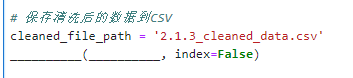 # 保存清洗后的数据到CSV
cleaned_file_path = '2.1.3_cleaned_data.csv'
__________(__________, index=False)